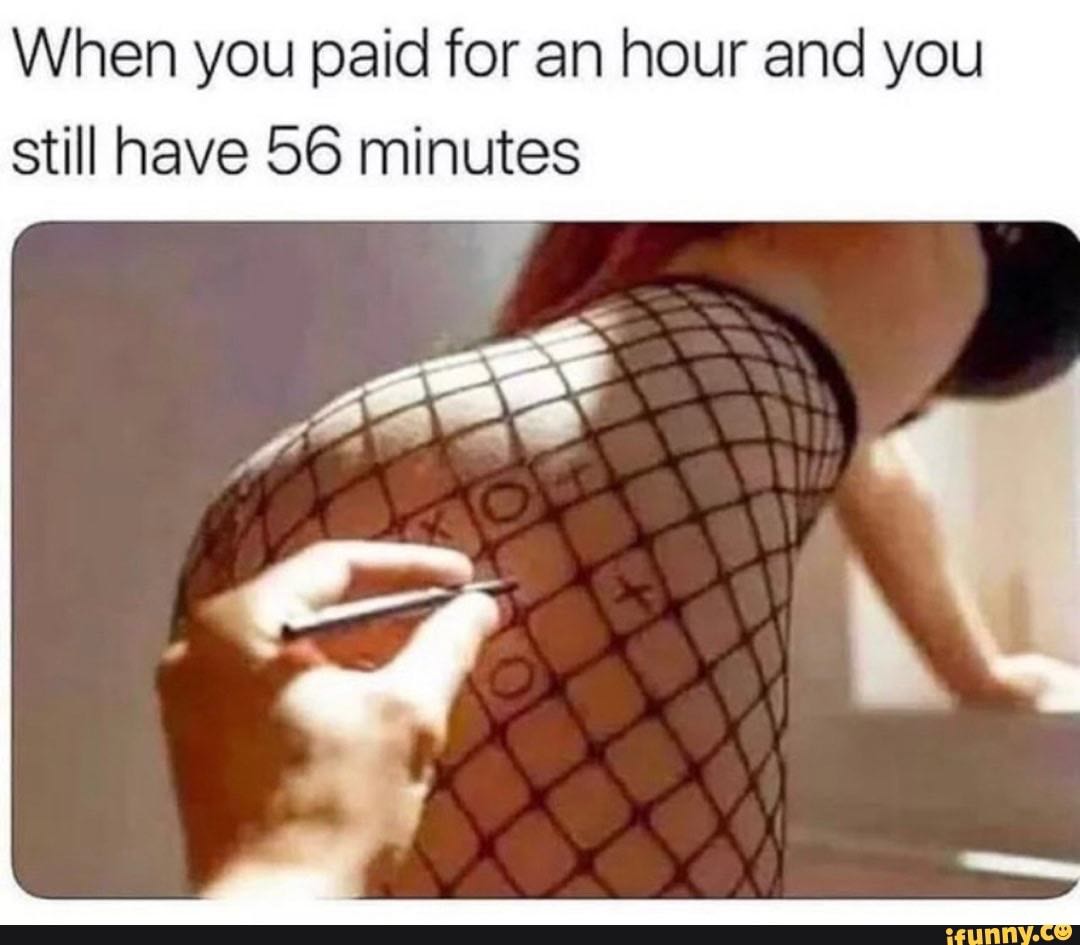 When you paid for an hour and you
still have 56 minutes
x O +
+
O
ifunny.co